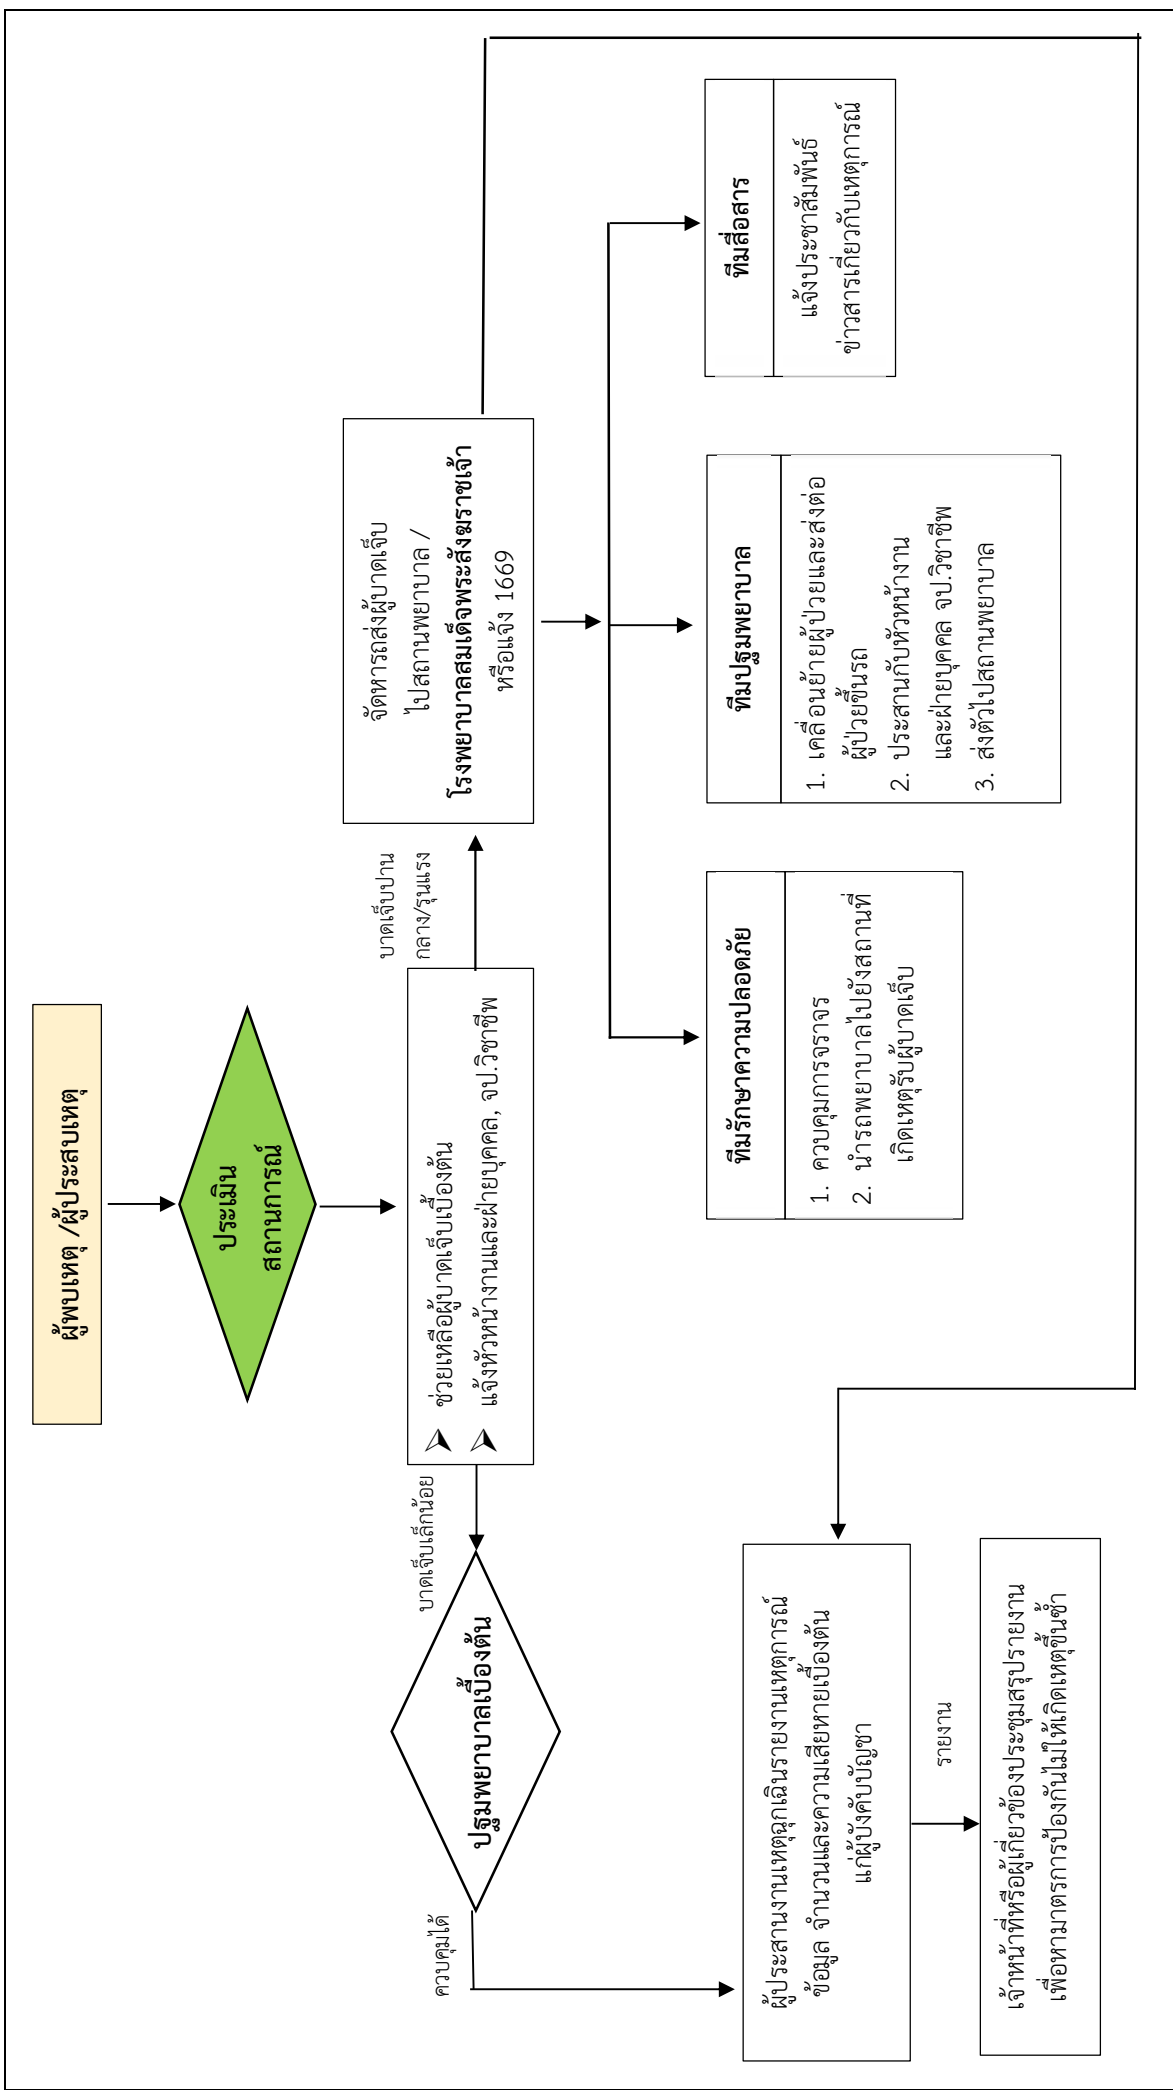 ผู้พบเหตุ /ผู้ประสบเหตุ
ประเมิน
สถานการณ์
ช่วยเหลือผู้บาดเจ็บเบื้องต้น
แจ้งหัวหน้างานและฝ่ายบุคคล, จป.วิชาชีพ
บาดเจ็บเล็กน้อย
บาดเจ็บปาน
กลาง/รุนแรง
ปฐมพยาบาลเบื้องต้น
ควบคุมได้
จัดหารถส่งผู้บาดเจ็บ
ไปสถานพยาบาล /
โรงพยาบาลสมเด็จพระสังฆราชเจ้า
หรือแจ้ง 1669
ทีมรักษาความปลอดภัย
1. ควบคุมการจราจร
2. นำรถพยาบาลไปยังสถานที่
เกิดเหตุรับผู้บาดเจ็บ
ทีมปฐมพยาบาล
1. เคลื่อนย้ายผู้ป่วยและส่งต่อ
ผู้ป่วยขึ้นรถ
2. ประสานกับหัวหน้างาน
และฝ่ายบุคคล จป.วิชาชีพ
3. ส่งตัวไปสถานพยาบาล
ทีมสื่อสาร
แจ้งประชาสัมพันธ์
ข่าวสารเกี่ยวกับเหตุการณ์
ผู้ประสานงานเหตุฉุกเฉินรายงานเหตุการณ์
ข้อมูล จำนวนและความเสียหายเบื้องต้น
แก่ผู้บังคับบัญชา
รายงาน
เจ้าหน้าที่หรือผู้เกี่ยวข้องประชุมสรุปรายงาน
เพื่อหามาตรการป้องกันไม่ให้เกิดเหตุขึ้นซ้ำ